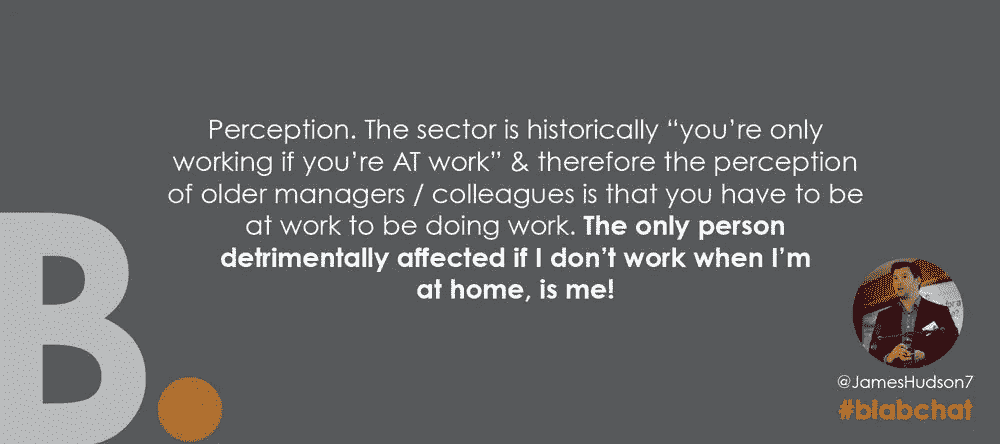 Perception. The sector is historically “you’re only
working if you’re AT work” & therefore the perception
of older managers / colleagues is that you have to be
at work to be doing work. The only person
detrimentally affected if I don’t work when I’m
at home, is me!
B.
@JamesHudson7
#blabchat